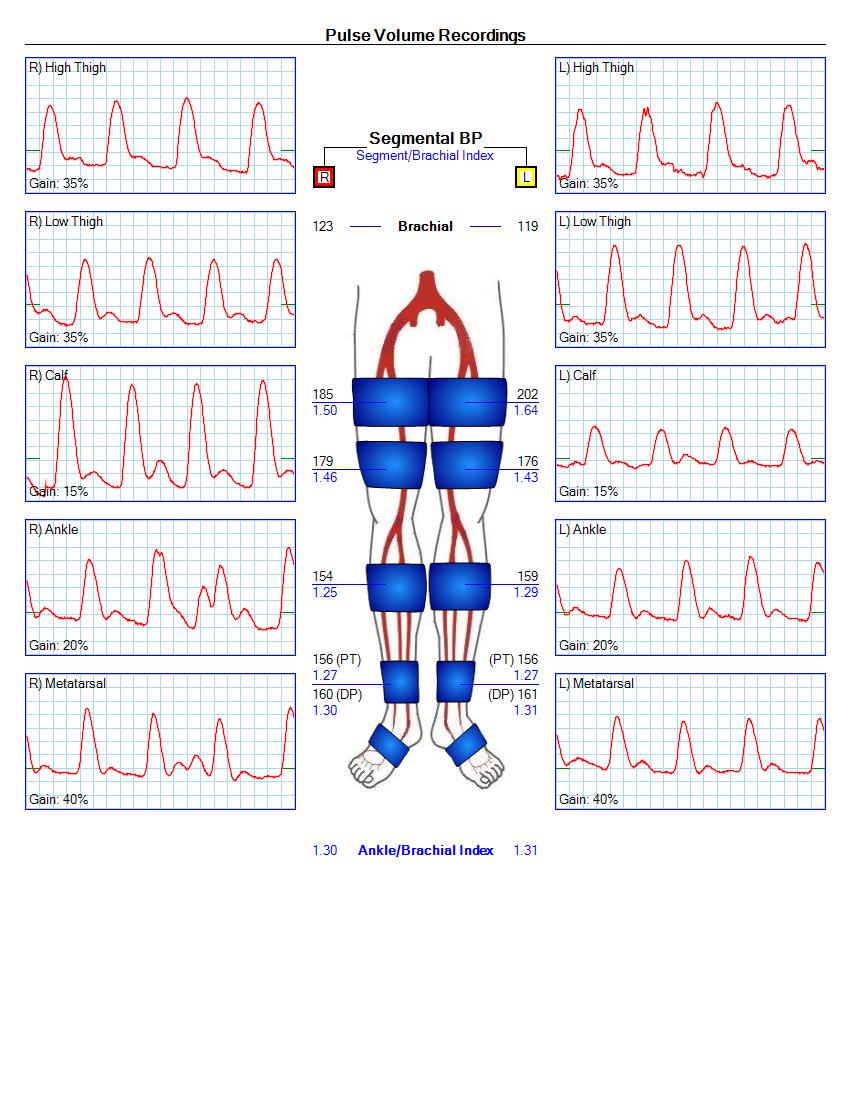 Pulse Volume Recordings
R) High Thigh
Gain: 35%
L) High Thigh
Gain: 35%
Segmental BP
Segment/Brachial Index
R
L
123 Brachial 119
R) Low Thigh
Gain: 35%
L) Low Thigh
Gain: 35%
R) Calf
Gain: 15%
L) Calf
Gain: 15%
185 202
1.50 1.64
179 176
1.46 1.43
R) Ankle
Gain: 20%
L) Ankle
Gain: 20%
154 159
1.25 1.29
156 (PT) (PT) 156
1.27 1.27
160 (DP) (DP) 161
1.30 1.31
R) Metatarsal
Gain: 40%
L) Metatarsal
Gain: 40%
1.30 Ankle/Brachial Index 1.31